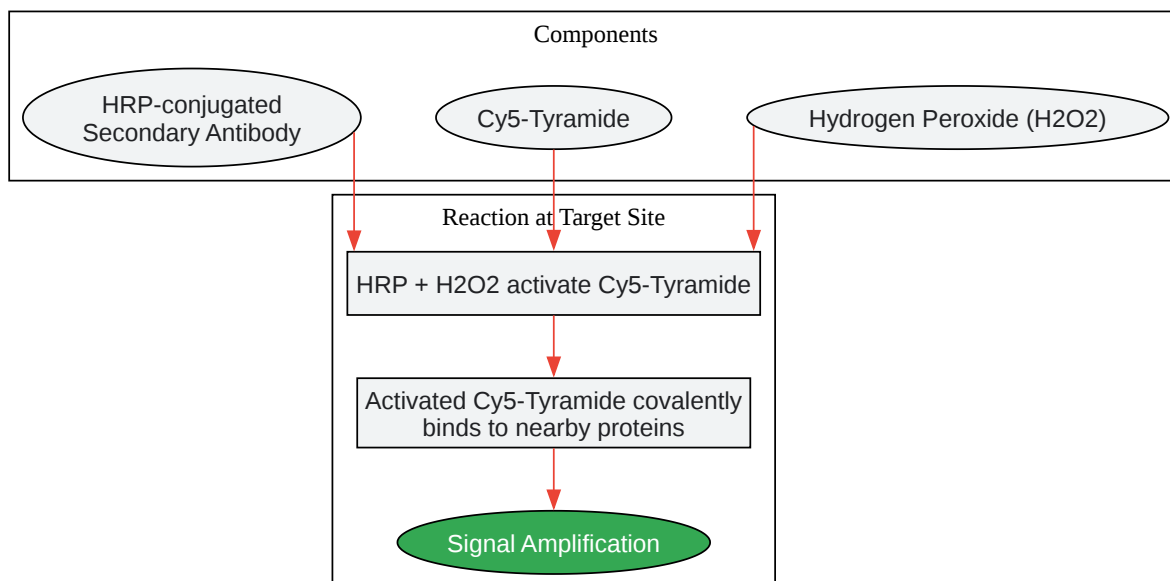 Components
HRP-conjugated
Secondary Antibody
Cy5-Tyramide
Hydrogen Peroxide (H2O2)
Reaction at Target Site
HRP + H2O2 activate Cy5-Tyramide
Activated Cy5-Tyramide covalently
binds to nearby proteins
Signal Amplification